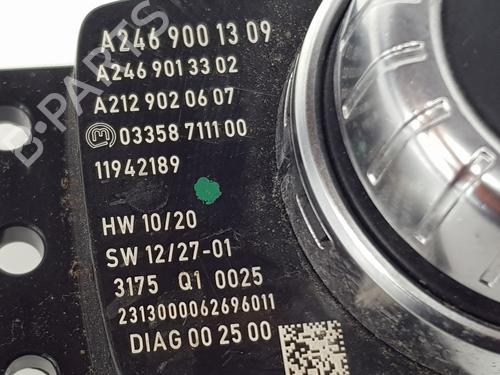 A246 900 13 09
A246 901 33 02
A212 902 06 07
03358 7111 00
11942189
HW 10/20
SW 12/27-01
3175 Q1 0025
2313000062696011
DIAG 00 25 00
B-PARTS